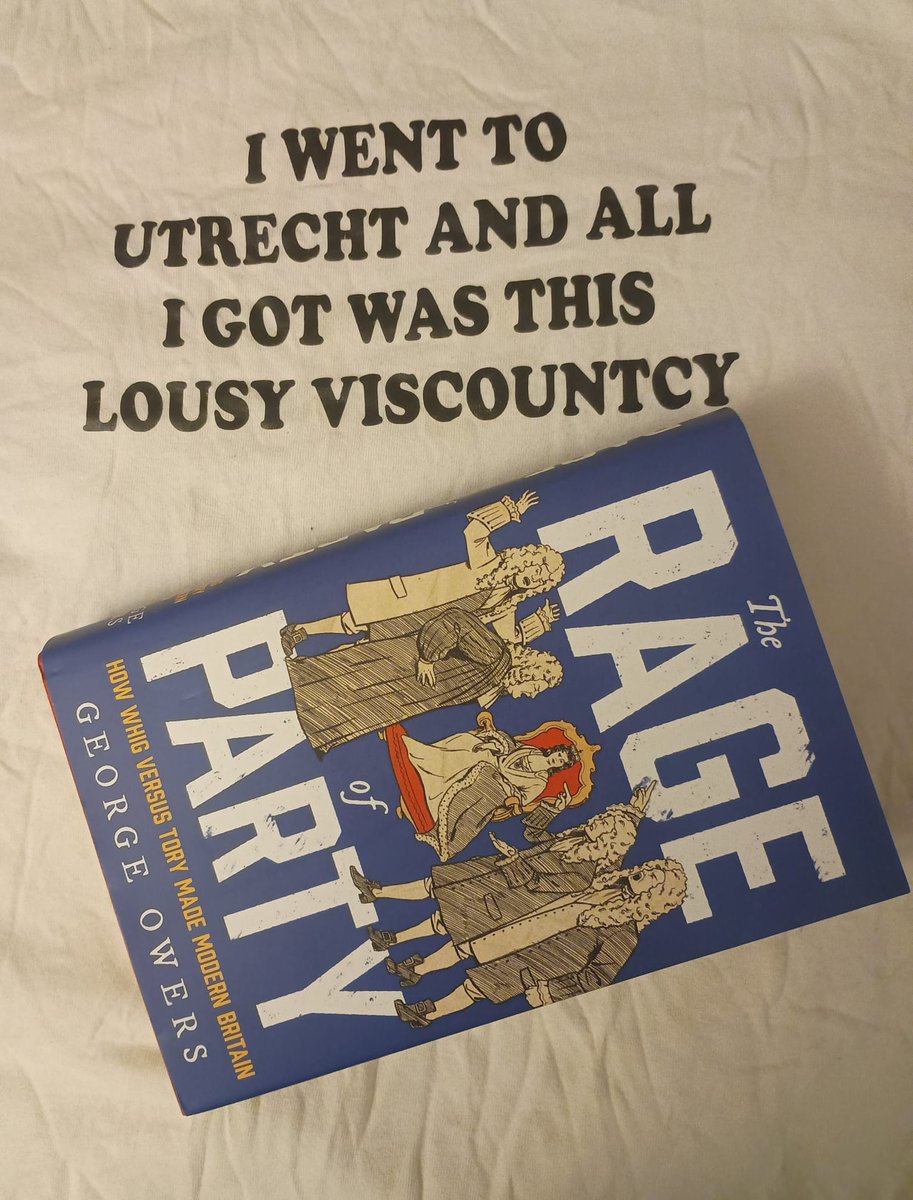 I WENT TO
UTRECHT AND ALL
I GOT WAS THIS
LOUSY VISCOUNTCY
The
RAGE
of
PARTY
HOW WHIG VERSUS TORY MADE MODERN BRITAIN
GEORGE OWERS